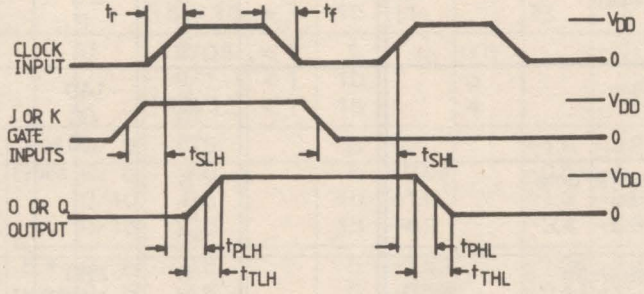 tr
tf
VDD
CLOCK
INPUT
0
VDD
J OR K
GATE
INPUTS
0
tSLH
tSHL
VDD
O OR Q
OUTPUT
0
tPLH
tPHL
tTLH
tTHL